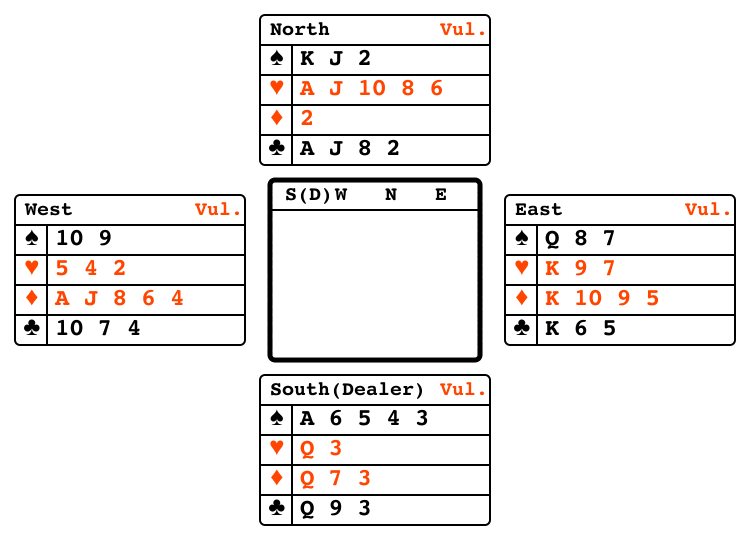 North Vul.
♠ K J 2
♥ A J 10 8 6
♦ 2
♣ A J 8 2
West Vul.
♠ 10 9
♥ 5 4 2
♦ A J 8 6 4
♣ 10 7 4
S(D) W N E
East Vul.
♠ Q 8 7
♥ K 9 7
♦ K 10 9 5
♣ K 6 5
South(Dealer) Vul.
♠ A 6 5 4 3
♥ Q 3
♦ Q 7 3
♣ Q 9 3